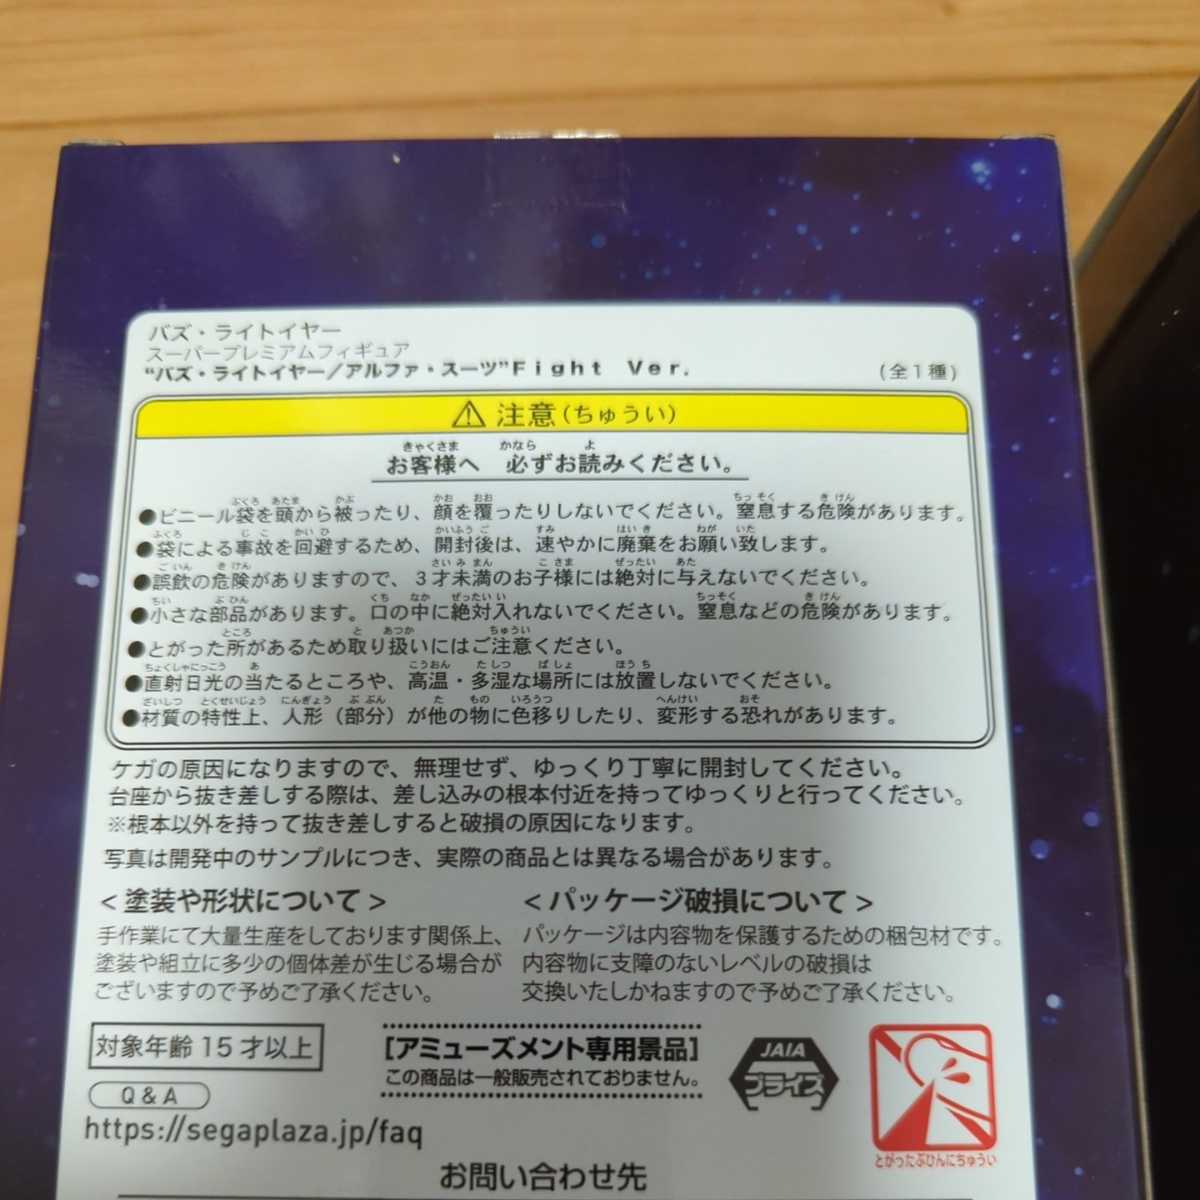 バズ・ライトイヤー
スーパープレミアムフィギュア
“バズ・ライトイヤー/アルファ・スーツ”Fight Ver.
(全1種)
⚠ 注意(ちゅうい)
お客様へ 必ずお読みください。
●ビニール袋を頭から被ったり、顔を覆ったりしないでください。窒息する危険があります。
●袋による事故を回避するため、開封後は、速やかに廃棄をお願い致します。
●誤飲の危険がありますので、3才未満のお子様には絶対に与えないでください。
●小さな部品があります。口の中に絶対入れないでください。窒息などの危険があります。
●とがった所があるため取り扱いにはご注意ください。
●直射日光の当たるところや、高温・多湿な場所には放置しないでください。
●材質の特性上、人形(部分)が他の物に色移りしたり、変形する恐れがあります。
ケガの原因になりますので、無理せず、ゆっくり丁寧に開封してください。
台座から抜き差しする際は、差し込みの根本付近を持ってゆっくりと行ってください。
※根本以外を持って抜き差しすると破損の原因になります。
写真は開発中のサンプルにつき、実際の商品とは異なる場合があります。
<塗装や形状について>
手作業にて大量生産をしております関係上、
塗装や組立に多少の個体差が生じる場合が
ございますので予めご了承ください。
<パッケージ破損について>
パッケージは内容物を保護するための梱包材です。
内容物に支障のないレベルの破損は
交換いたしかねますので予めご了承ください。
対象年齢15才以上
Q&A
https://segaplaza.jp/faq
[アミューズメント専用景品]
この商品は一般販売されておりません。
JAIA
プライズ
とがったぶひんにちゅうい
お問い合わせ先